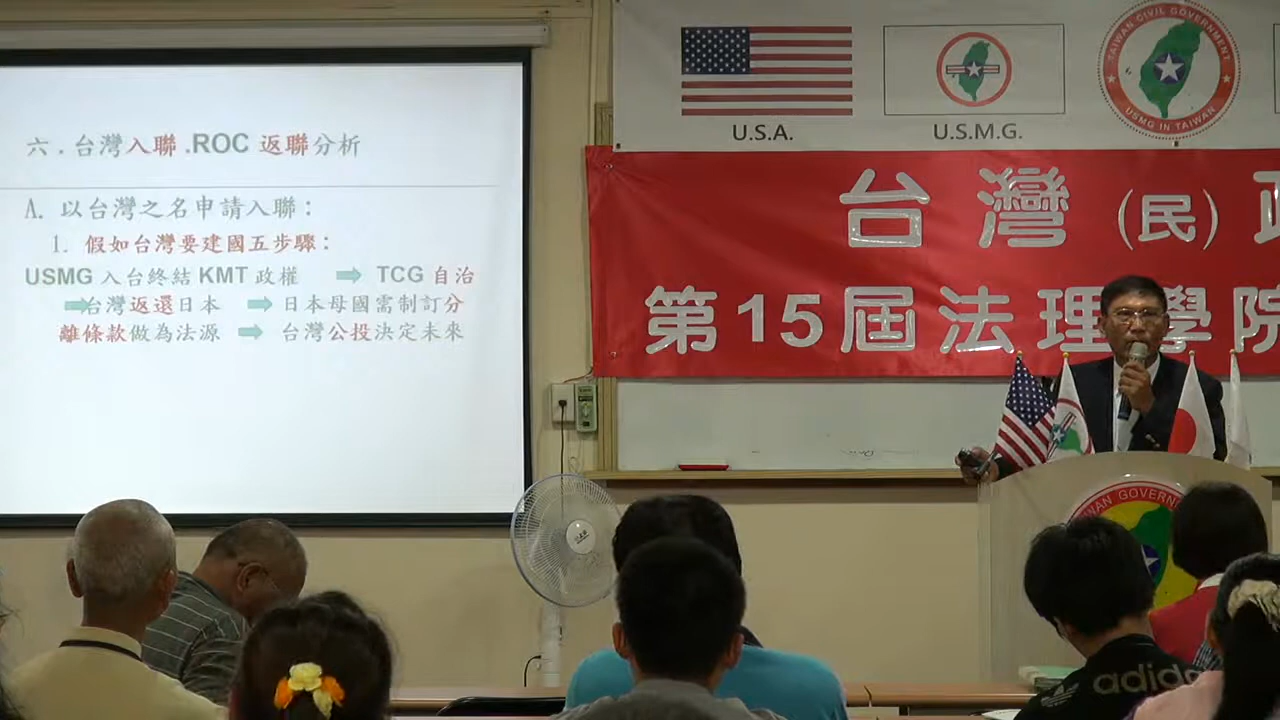 六.台灣入聯.ROC 返聯分析
A. 以台灣之名申請入聯：
1. 假如台灣要建國五步驟：
USMG 入台終結 KMT 政權 TCG 自治
台灣返還日本 日本母國需制訂分
離條款做為法源 台灣公投決定未來
U.S.A.
U.S.M.G.
TAIWAN CIVIL GOVERNMENT
USMG IN TAIWAN
台灣(民)政
第15屆法理學院
GOVERN
adidas